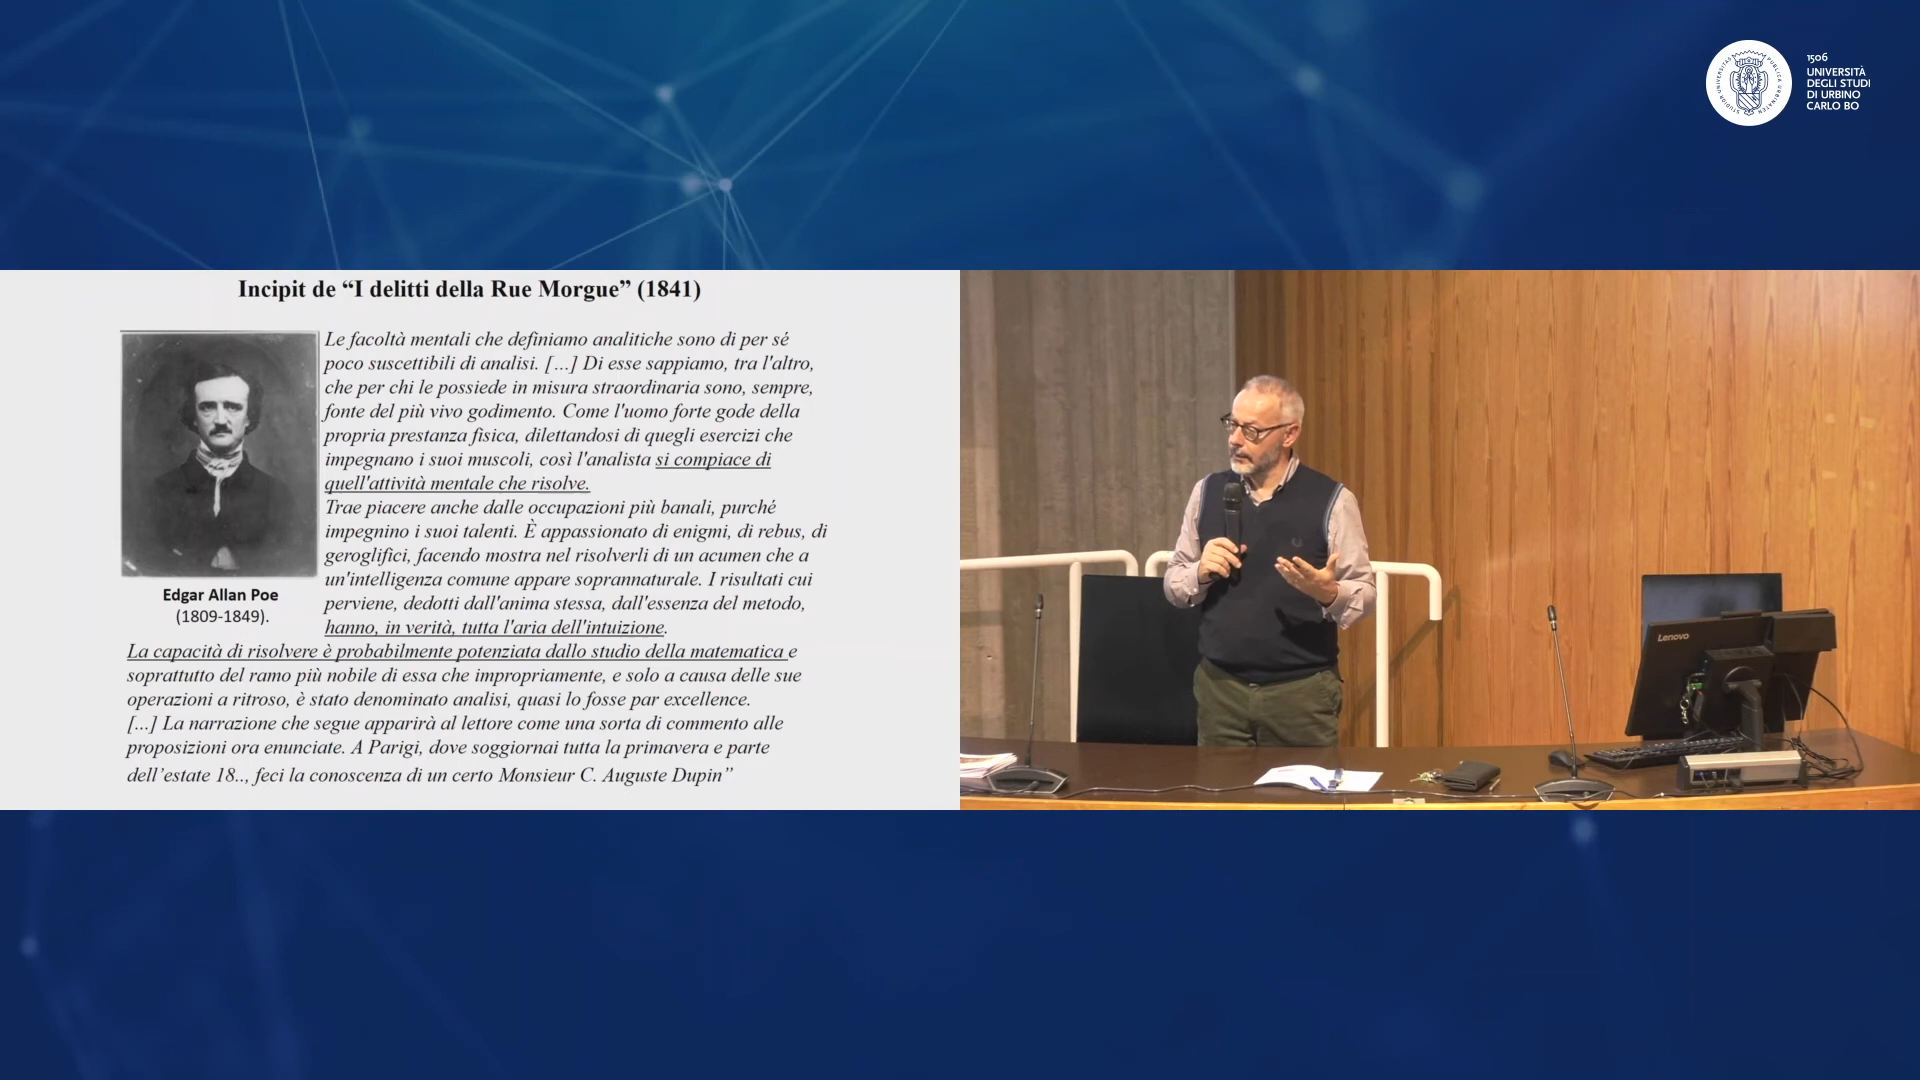 1506
UNIVERSITÀ
DEGLI STUDI
DI URBINO
CARLO BO
Incipit de “I delitti della Rue Morgue” (1841)
Le facoltà mentali che definiamo analitiche sono di per sé
poco suscettibili di analisi. […] Di esse sappiamo, tra l'altro,
che per chi le possiede in misura straordinaria sono, sempre,
fonte del più vivo godimento. Come l'uomo forte gode della
propria prestanza fisica, dilettandosi di quegli esercizi che
impegnano i suoi muscoli, così l'analista si compiace di
quell'attività mentale che risolve.
Trae piacere anche dalle occupazioni più banali, purché
impegnino i suoi talenti. È appassionato di enigmi, di rebus, di
geroglifici, facendo mostra nel risolverli di un acumen che a
un'intelligenza comune appare soprannaturale. I risultati cui
perviene, dedotti dall'anima stessa, dall'essenza del metodo,
hanno, in verità, tutta l'aria dell'intuizione.
Edgar Allan Poe
(1809-1849).
La capacità di risolvere è probabilmente potenziata dallo studio della matematica e
soprattutto del ramo più nobile di essa che impropriamente, e solo a causa delle sue
operazioni a ritroso, è stato denominato analisi, quasi lo fosse par excellence.
[...] La narrazione che segue apparirà al lettore come una sorta di commento alle
proposizioni ora enunciate. A Parigi, dove soggiornai tutta la primavera e parte
dell’estate 18.., feci la conoscenza di un certo Monsieur C. Auguste Dupin”
Lenovo